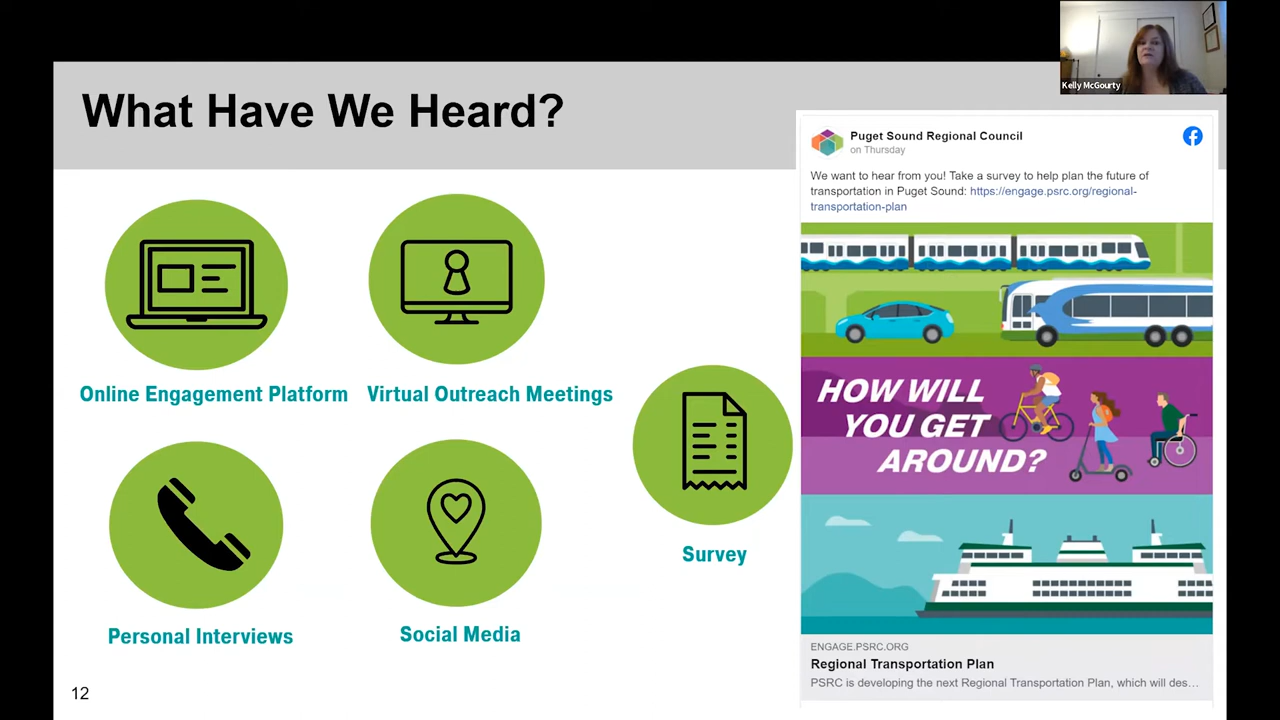 What Have We Heard?
Kelly McGourty
Online Engagement Platform
Virtual Outreach Meetings
Personal Interviews
Social Media
Survey
12
Puget Sound Regional Council
on Thursday
We want to hear from you! Take a survey to help plan the future of
transportation in Puget Sound: https://engage.psrc.org/regional-
transportation-plan
HOW WILL
YOU GET
AROUND?
ENGAGE.PSRC.ORG
Regional Transportation Plan
PSRC is developing the next Regional Transportation Plan, which will des...